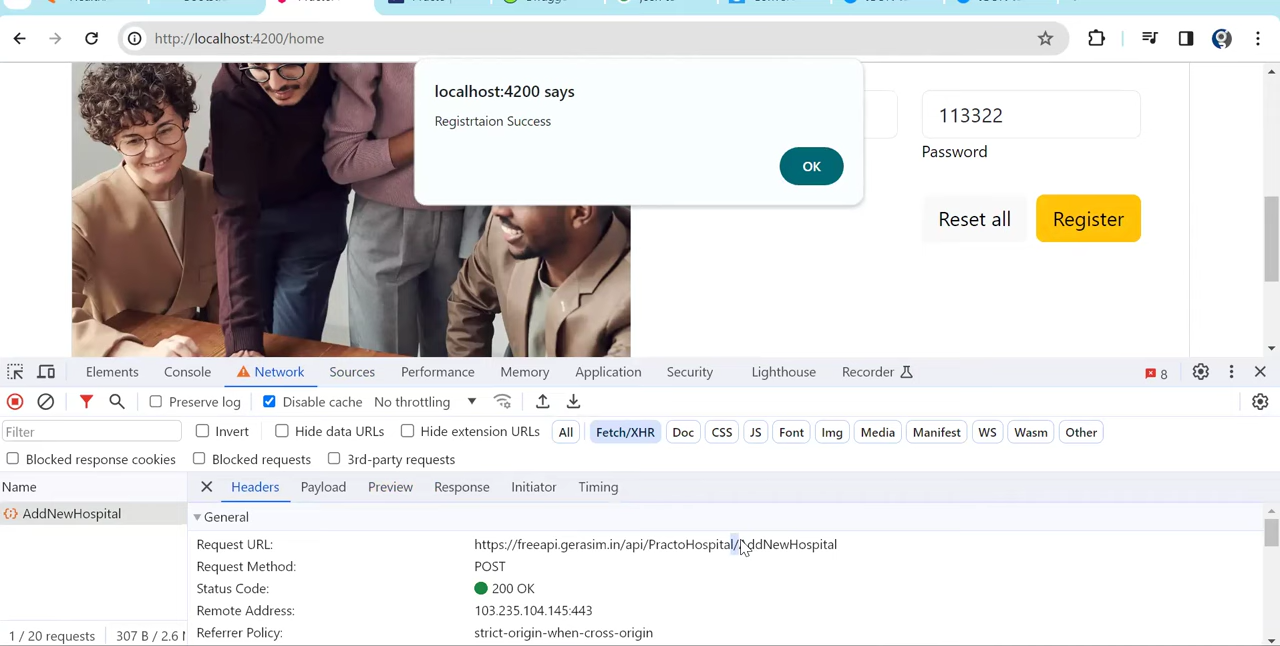 http://localhost:4200/home
localhost:4200 says
Registrtaion Success
OK
113322
Password
Reset all
Register
Elements
Console
Network
Sources
Performance
Memory
Application
Security
Lighthouse
Recorder
8
Preserve log
Disable cache
No throttling
Filter
Invert
Hide data URLs
Hide extension URLs
All
Fetch/XHR
Doc
CSS
JS
Font
Img
Media
Manifest
WS
Wasm
Other
Blocked response cookies
Blocked requests
3rd-party requests
Name
Headers
Payload
Preview
Response
Initiator
Timing
AddNewHospital
General
Request URL: https://freeapi.gerasim.in/api/PractoHospital/AddNewHospital
Request Method: POST
Status Code: 200 OK
Remote Address: 103.235.104.145:443
Referrer Policy: strict-origin-when-cross-origin
1 / 20 requests
307 B / 2.6